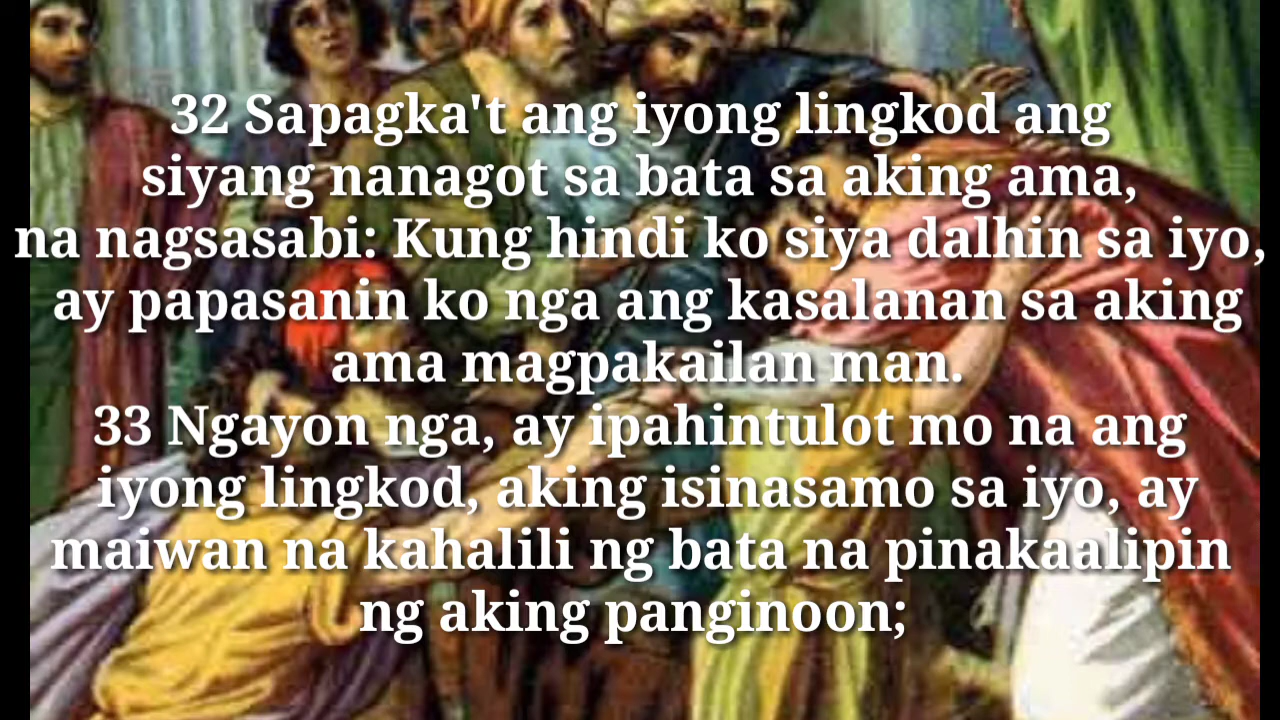 32 Sapagka't ang iyong lingkod ang
siyang nanagot sa bata sa aking ama,
na nagsasabi: Kung hindi ko siya dalhin sa iyo,
ay papasanin ko nga ang kasalanan sa aking
ama magpakailan man.
33 Ngayon nga, ay ipahintulot mo na ang
iyong lingkod, aking isinasamo sa iyo, ay
maiwan na kahalili ng bata na pinakaalipin
ng aking panginoon;